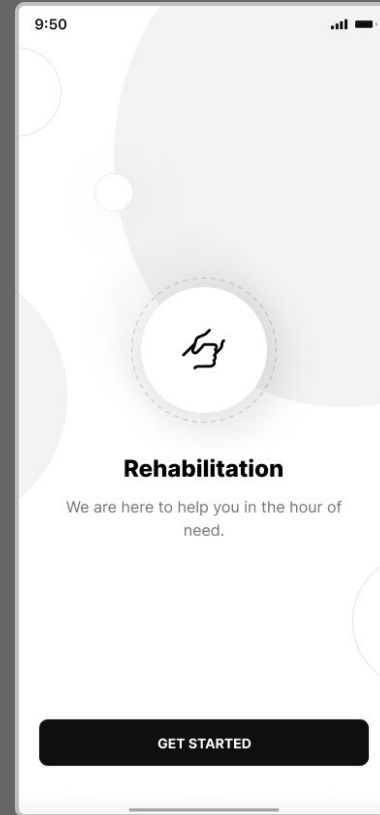 9:50
Rehabilitation
We are here to help you in the hour of
need.
GET STARTED